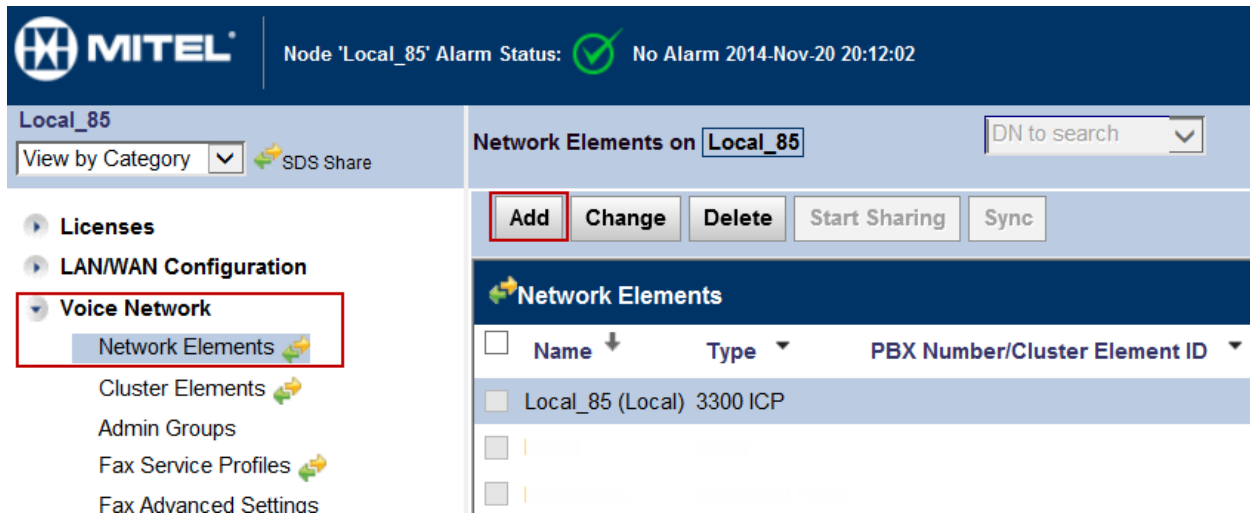 MITEL
Node 'Local_85' Alarm Status: No Alarm 2014-Nov-20 20:12:02
Local_85
View by Category SDS Share
Network Elements on Local_85 DN to search
Add Change Delete Start Sharing Sync
Licenses
LAN/WAN Configuration
Voice Network
Network Elements
Cluster Elements
Admin Groups
Fax Service Profiles
Fax Advanced Settings
Network Elements
Name Type PBX Number/Cluster Element ID
Local_85 (Local) 3300 ICP